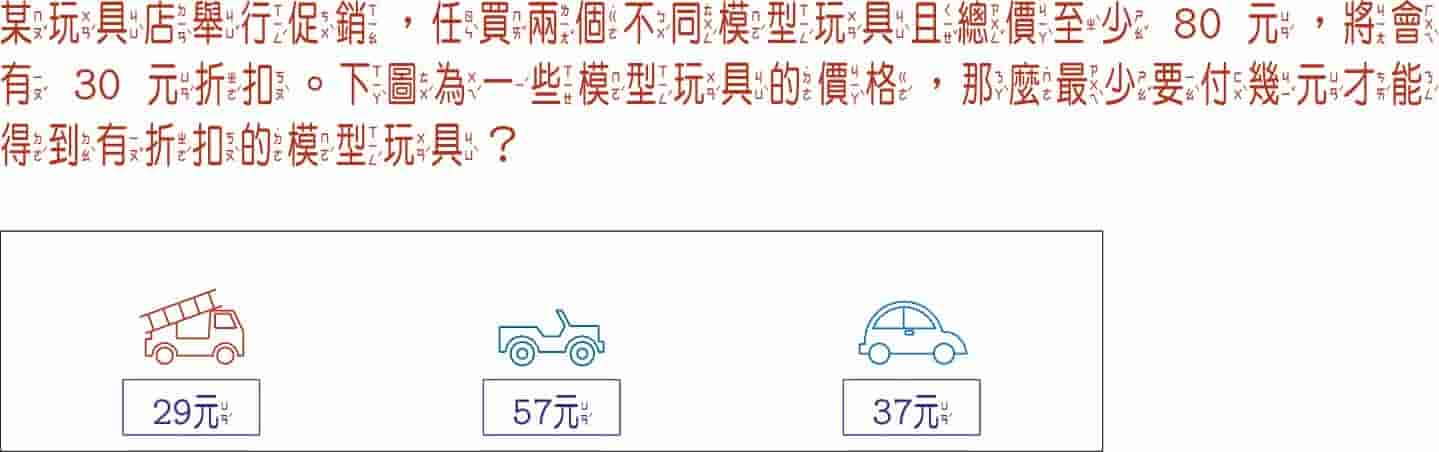 某玩具店舉行促銷，任買兩個不同模型玩具且總價至少 80 元，將會
有 30 元折扣。下圖為一些模型玩具的價格，那麼最少要付幾元才能
得到有折扣的模型玩具？
29元 57元 37元